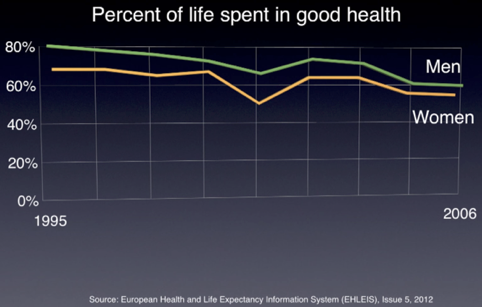 Percent of life spent in good health
80%
60%
40%
20%
0%
Men
Women
1995
2006
Source: European Health and Life Expectancy Information System (EHLEIS), Issue 5, 2012